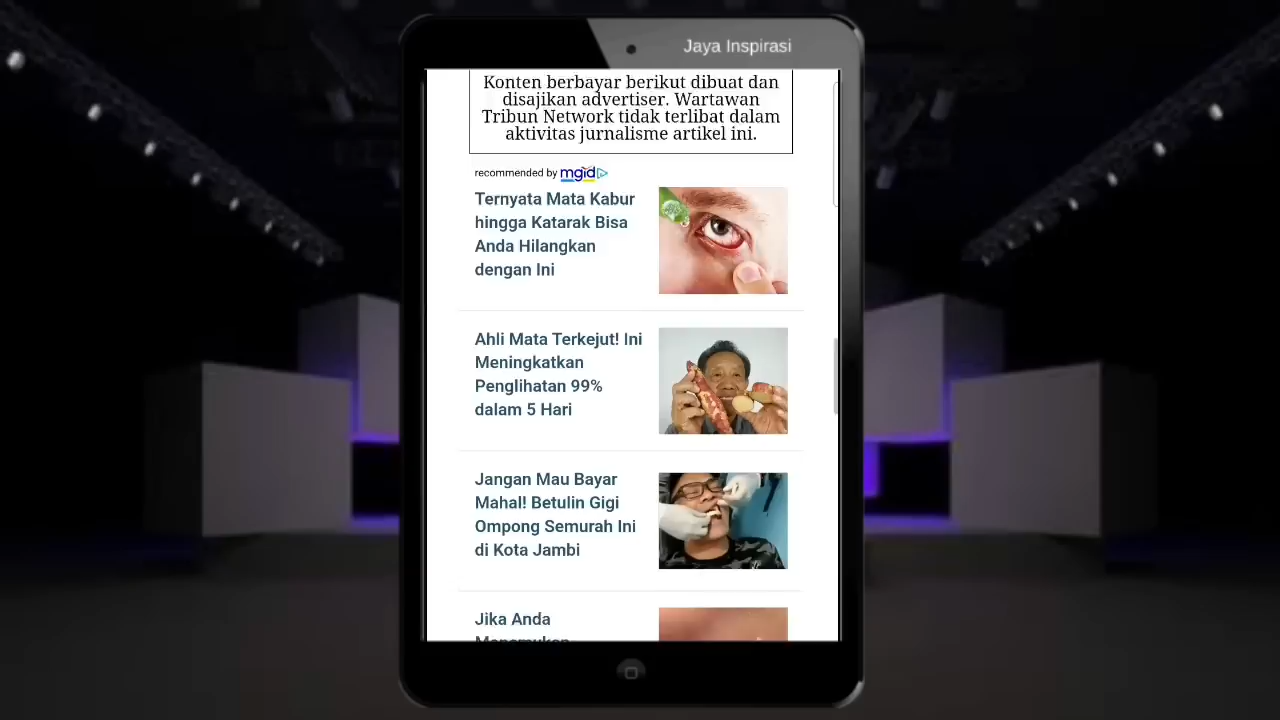 Jaya Inspirasi
Konten berbayar berikut dibuat dan
disajikan advertiser. Wartawan
Tribun Network tidak terlibat dalam
aktivitas jurnalisme artikel ini.
recommended by mgid
Ternyata Mata Kabur
hingga Katarak Bisa
Anda Hilangkan
dengan Ini
Ahli Mata Terkejut! Ini
Meningkatkan
Penglihatan 99%
dalam 5 Hari
Jangan Mau Bayar
Mahal! Betulin Gigi
Ompong Semurah Ini
di Kota Jambi
Jika Anda